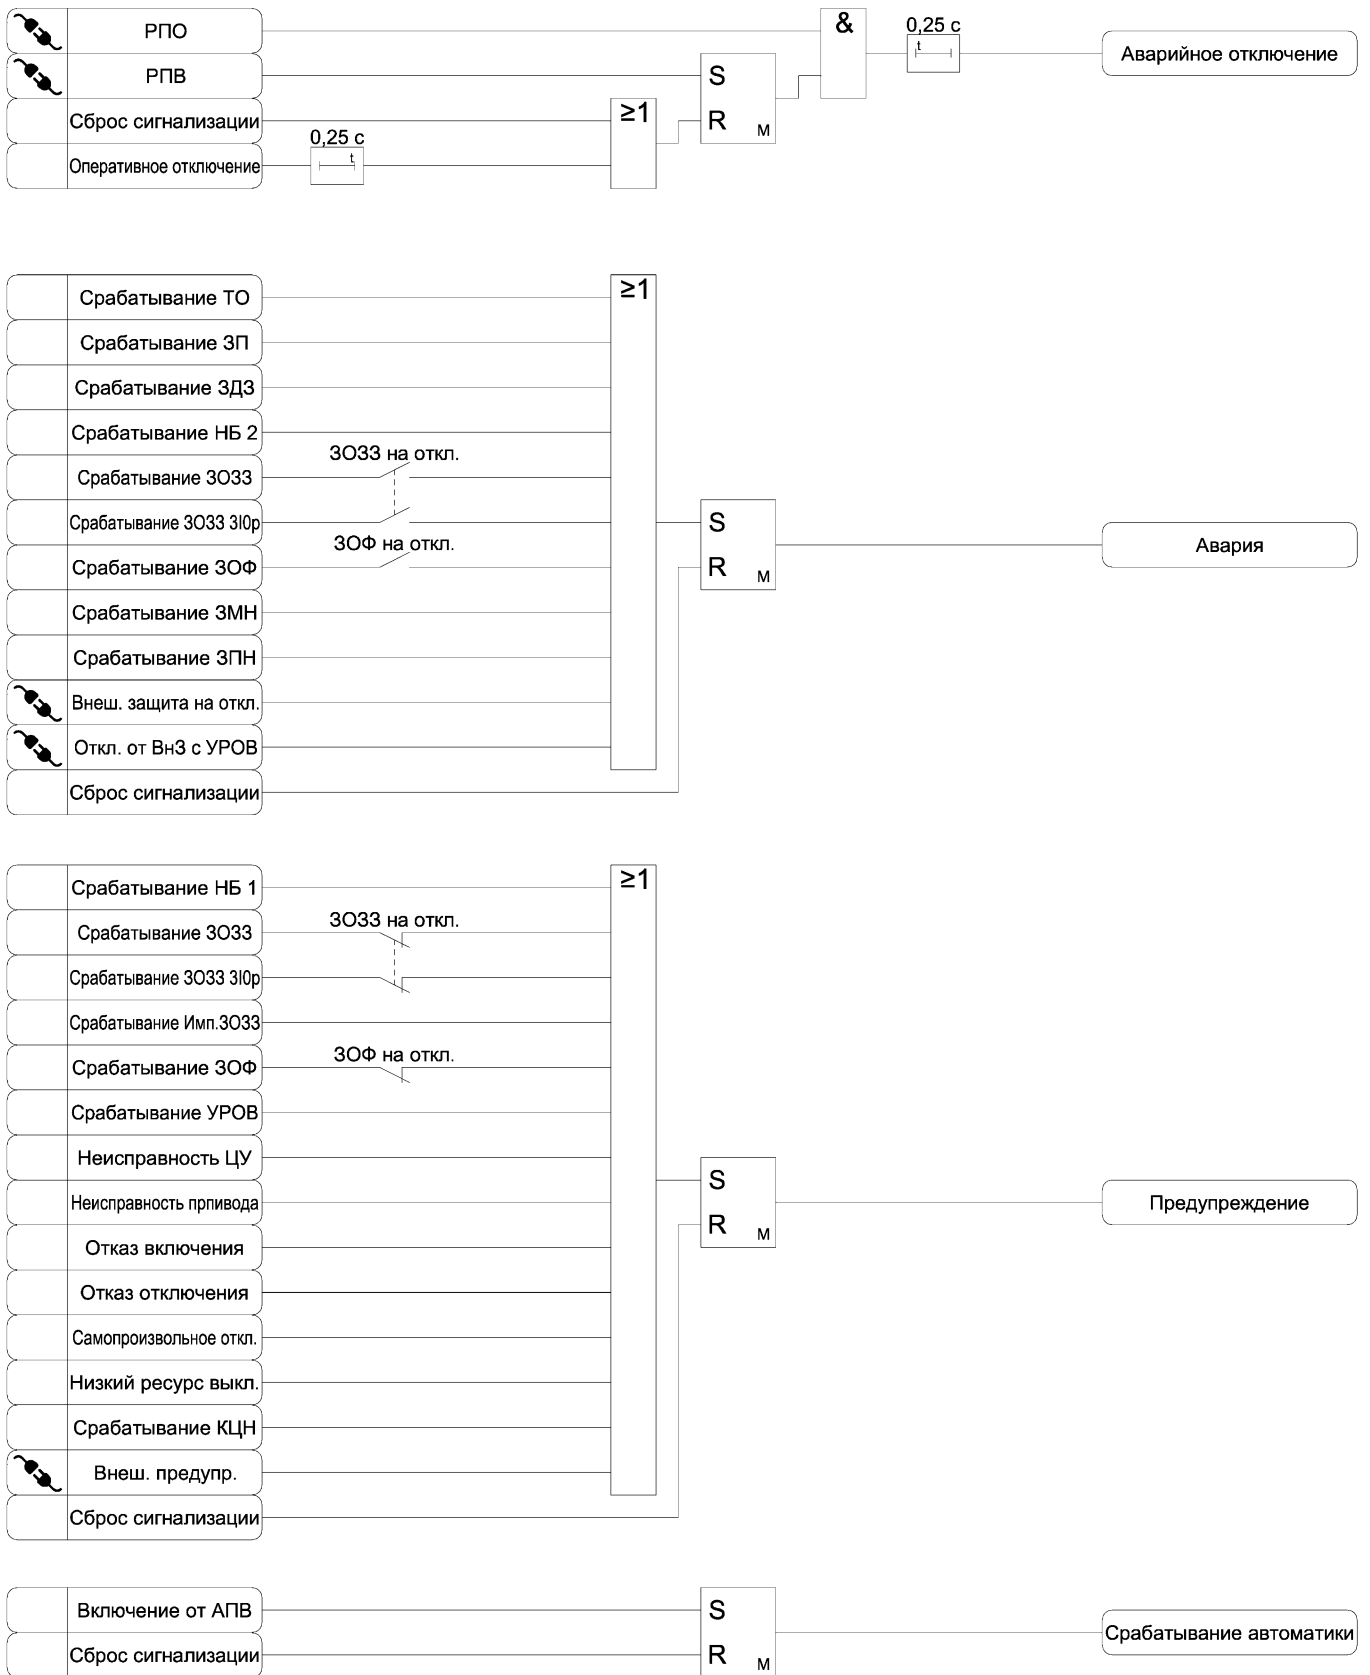 РПО
&
0,25 с
t
Аварийное отключение
РПВ
S
Сброс сигнализации
≥1
R
M
0,25 с
t
Оперативное отключение
Срабатывание ТО
≥1
Срабатывание ЗП
Срабатывание ЗДЗ
Срабатывание НБ 2
ЗОЗЗ на откл.
Срабатывание ЗОЗЗ
Срабатывание ЗОЗЗ 3I0р
S
Авария
ЗОФ на откл.
Срабатывание ЗОФ
R
M
Срабатывание ЗМН
Срабатывание ЗПН
Внеш. защита на откл.
Откл. от ВнЗ с УРОВ
Сброс сигнализации
Срабатывание НБ 1
≥1
ЗОЗЗ на откл.
Срабатывание ЗОЗЗ
Срабатывание ЗОЗЗ 3I0р
Срабатывание Имп.ЗОЗЗ
ЗОФ на откл.
Срабатывание ЗОФ
Срабатывание УРОВ
Неисправность ЦУ
S
Неисправность прпивода
Предупреждение
R
M
Отказ включения
Отказ отключения
Самопроизвольное откл.
Низкий ресурс выкл.
Срабатывание КЦН
Внеш. предупр.
Сброс сигнализации
Включение от АПВ
S
Срабатывание автоматики
Сброс сигнализации
R
M